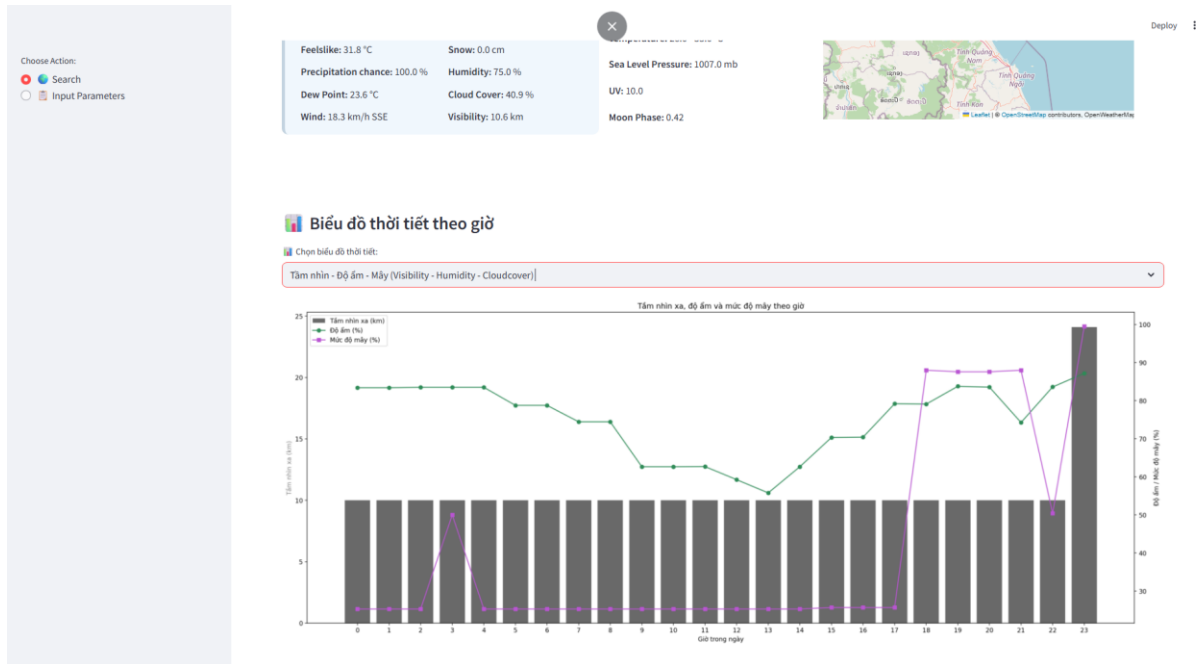 Deploy
Choose Action:
Search
Input Parameters
Feelslike: 31.8 °C
Snow: 0.0 cm
Precipitation chance: 100.0 %
Humidity: 75.0 %
Dew Point: 23.6 °C
Cloud Cover: 40.9 %
Wind: 18.3 km/h SSE
Visibility: 10.6 km
Sea Level Pressure: 1007.0 mb
UV: 10.0
Moon Phase: 0.42
Tỉnh Quảng
Nam
Tỉnh Quảng
Ngãi
Tỉnh Kon
Leaflet | © OpenStreetMap contributors, OpenWeatherMap
Biểu đồ thời tiết theo giờ
Chọn biểu đồ thời tiết:
Tầm nhìn - Độ ẩm - Mây (Visibility - Humidity - Cloudcover)
Tầm nhìn xa, độ ẩm và mức độ mây theo giờ
Tầm nhìn xa (km)
Độ ẩm (%)
Mức độ mây (%)
25
20
15
10
5
0
Tầm nhìn xa (km)
100
90
80
70
60
50
40
30
Độ ẩm / Mức độ mây (%)
0 1 2 3 4 5 6 7 8 9 10 11 12 13 14 15 16 17 18 19 20 21 22 23
Giờ trong ngày